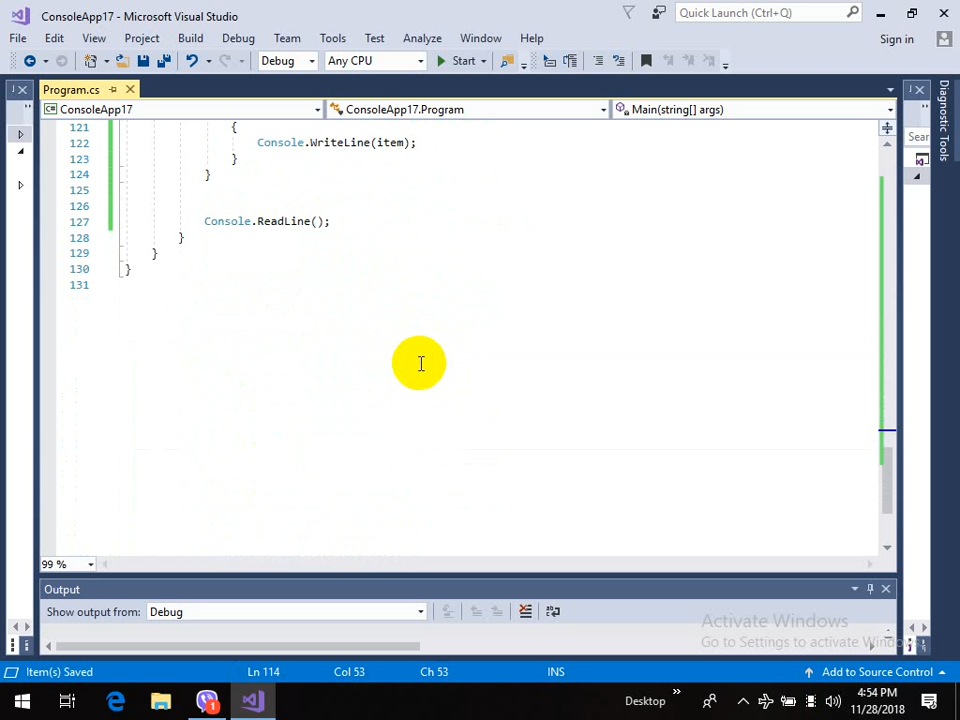 ConsoleApp17 - Microsoft Visual Studio
Quick Launch (Ctrl+Q)
File Edit View Project Build Debug Team Tools Test Analyze Window Help
Sign in
Debug Any CPU Start
Program.cs
ConsoleApp17 ConsoleApp17.Program Main(string[] args)
Diagnostic Tools
Sear
121 {
122 Console.WriteLine(item);
123 }
124 }
125
126
127 Console.ReadLine();
128 }
129 }
130 }
131
99 %
Output
Show output from: Debug
Activate Windows
Go to Settings to activate Windows.
Item(s) Saved Ln 114 Col 53 Ch 53 INS Add to Source Control
1
Desktop
4:54 PM
11/28/2018